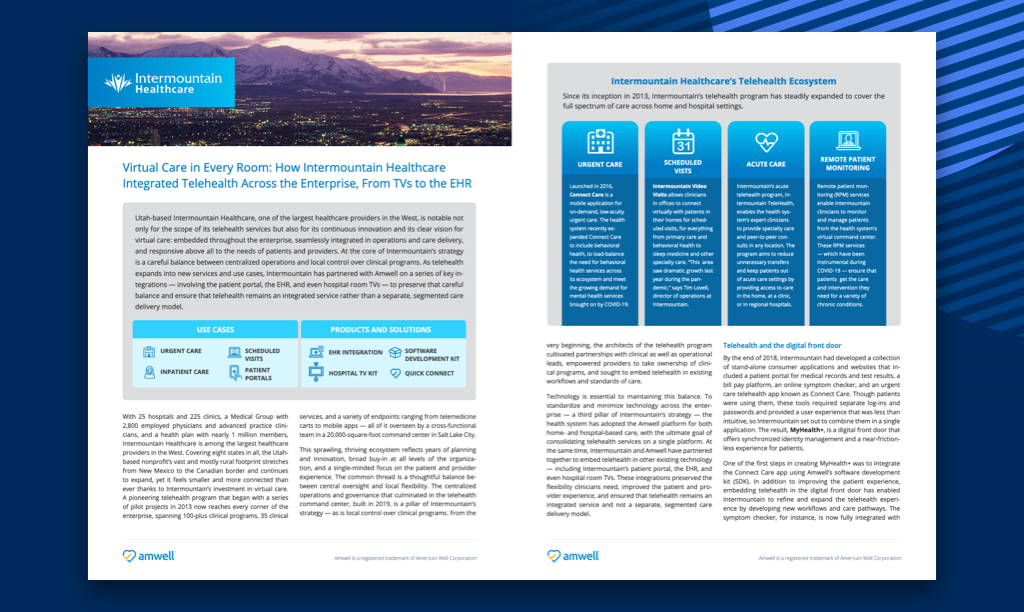 Intermountain
Healthcare
Virtual Care in Every Room: How Intermountain Healthcare
Integrated Telehealth Across the Enterprise, From TVs to the EHR
Utah-based Intermountain Healthcare, one of the largest healthcare providers in the West, is notable not
only for the scope of its telehealth services but also for its continuous innovation and its clear vision for
virtual care: embedded throughout the enterprise, seamlessly integrated in operations and care delivery,
and responsive above all to the needs of patients and providers. At the core of Intermountain's strategy
is a careful balance between centralized operations and local control over clinical programs. As telehealth
expands into new services and use cases, Intermountain has partnered with Amwell on a series of key in-
tegrations — involving the patient portal, the EHR, and even hospital room TVs — to preserve that careful
balance and ensure that telehealth remains an integrated service rather than a separate, segmented care
delivery model.
USE CASES
URGENT CARE
SCHEDULED
VISITS
INPATIENT CARE
PATIENT
PORTALS
PRODUCTS AND SOLUTIONS
EHR INTEGRATION
SOFTWARE
DEVELOPMENT KIT
HOSPITAL TV KIT
QUICK CONNECT
With 25 hospitals and 225 clinics, a Medical Group with
2,800 employed physicians and advanced practice clini-
cians, and a health plan with nearly 1 million members,
Intermountain Healthcare is among the largest healthcare
providers in the West. Covering eight states in all, the Utah-
based nonprofit's vast and mostly rural footprint stretches
from New Mexico to the Canadian border and continues
to expand, yet it feels smaller and more connected than
ever thanks to Intermountain's investment in virtual care.
A pioneering telehealth program that began with a series
of pilot projects in 2013 now reaches every corner of the
enterprise, spanning 100-plus clinical programs, 35 clinical
services, and a variety of endpoints ranging from telemedicine
carts to mobile apps — all of it overseen by a cross-functional
team in a 20,000-square-foot command center in Salt Lake City.
This sprawling, thriving ecosystem reflects years of planning
and innovation, broad buy-in at all levels of the organiza-
tion, and a single-minded focus on the patient and provider
experience. The common thread is a thoughtful balance be-
tween central oversight and local flexibility. The centralized
operations and governance that culminated in the telehealth
command center, built in 2019, is a pillar of Intermountain's
strategy — as is local control over clinical programs. From the
amwell
Amwell is a registered trademark of American Well Corporation
Intermountain Healthcare's Telehealth Ecosystem
Since its inception in 2013, Intermountain's telehealth program has steadily expanded to cover the
full spectrum of care across home and hospital settings.
URGENT CARE
Launched in 2016,
Connect Care is a
mobile application for
on-demand, low-acuity
urgent care. The health
system recently ex-
panded Connect Care
to include behavioral
health, to load-balance
the need for behavioral
health services across
its ecosystem and meet
the growing demand for
mental health services
brought on by COVID-19.
31
SCHEDULED
VISTS
Intermountain Video
Visits allows clinicians
in offices to connect
virtually with patients in
their homes for sched-
uled visits, for everything
from primary care and
behavioral health to
sleep medicine and other
specialty care. "This area
saw dramatic growth last
year during the pan-
demic," says Tim Lovell,
director of operations at
Intermountain.
ACUTE CARE
Intermountain's acute
telehealth program, In-
termountain TeleHealth,
enables the health sys-
tem's expert clinicians
to provide specialty care
and peer-to-peer con-
sults in any location. The
program aims to reduce
unnecessary transfers
and keep patients out
of acute care settings by
providing access to care
in the home, at a clinic,
or in regional hospitals.
REMOTE PATIENT
MONITORING
Remote patient mon-
itoring (RPM) services
enable Intermountain
clinicians to monitor
and manage patients
from the health system's
virtual command center.
These RPM services
— which have been
instrumental during
COVID-19 — ensure that
patients get the care
and intervention they
need for a variety of
chronic conditions.
very beginning, the architects of the telehealth program
cultivated partnerships with clinical as well as operational
leads, empowered providers to take ownership of clini-
cal programs, and sought to embed telehealth in existing
workflows and standards of care.
Technology is essential to maintaining this balance. To
standardize and minimize technology across the enter-
prise — a third pillar of Intermountain's strategy — the
health system has adopted the Amwell platform for both
home- and hospital-based care, with the ultimate goal of
consolidating telehealth services on a single platform. At
the same time, Intermountain and Amwell have partnered
together to embed telehealth in other existing technology
— including Intermountain's patient portal, the EHR, and
even hospital room TVs. These integrations preserved the
flexibility clinicians need, improved the patient and pro-
vider experience, and ensured that telehealth remains an
integrated service and not a separate, segmented care
delivery model.
Telehealth and the digital front door
By the end of 2018, Intermountain had developed a collection
of stand-alone consumer applications and websites that in-
cluded a patient portal for medical records and test results, a
bill pay platform, an online symptom checker, and an urgent
care telehealth app known as Connect Care. Though patients
were using them, these tools required separate log-ins and
passwords and provided a user experience that was less than
intuitive, so Intermountain set out to combine them in a single
application. The result, MyHealth+, is a digital front door that
offers synchronized identity management and a near-friction-
less experience for patients.
One of the first steps in creating MyHealth+ was to integrate
the Connect Care app using Amwell's software development
kit (SDK). In addition to improving the patient experience,
embedding telehealth in the digital front door has enabled
Intermountain to refine and expand the telehealth experi-
ence by developing new workflows and care pathways. The
symptom checker, for instance, is now fully integrated with
amwell
Amwell is a registered trademark of American Well Corporation